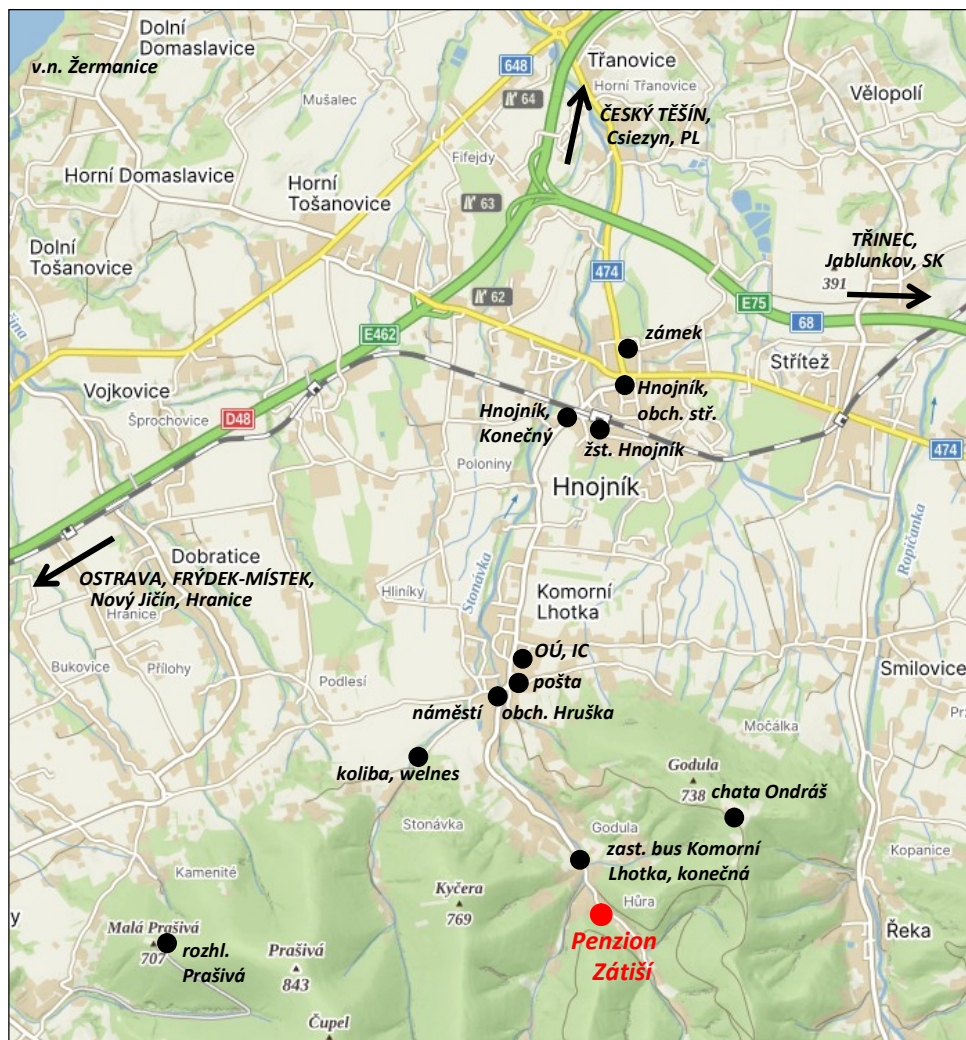 Dolní
Domaslavice
v.n. Žermanice
648
Třanovice
Horní Třanovice
Vělopolí
Mušalec
64
ČESKÝ TĚŠÍN,
Csiezyn, PL
Fifejdy
Horní Domaslavice
Horní
Tošanovice
63
Dolní
Tošanovice
TŘINEC,
Jablunkov, SK
391
474
62
E75
68
E462
zámek
Střítež
Vojkovice
Šprochovice
D48
Hnojník,
obch. stř.
Hnojník,
Konečný
žst. Hnojník
474
Poloniny
Hnojník
Ropičanka
Stonávka
Dobratice
OSTRAVA, FRÝDEK-MÍSTEK,
Nový Jičín, Hranice
Hranice
Hliníky
Komorní
Lhotka
OÚ, IC
Bukovice
Přílohy
Podlesí
Smilovice
pošta
náměstí
obch. Hruška
Močálka
koliba, welnes
Godula
738
chata Ondráš
Stonávka
Godula
zast. bus Komorní
Lhotka, konečná
Kopanice
Kamenité
Kyčera
769
Hůra
Penzion
Zátiší
Řeka
Malá Prašivá
707
rozhl.
Prašivá
Prašivá
843
Čupel